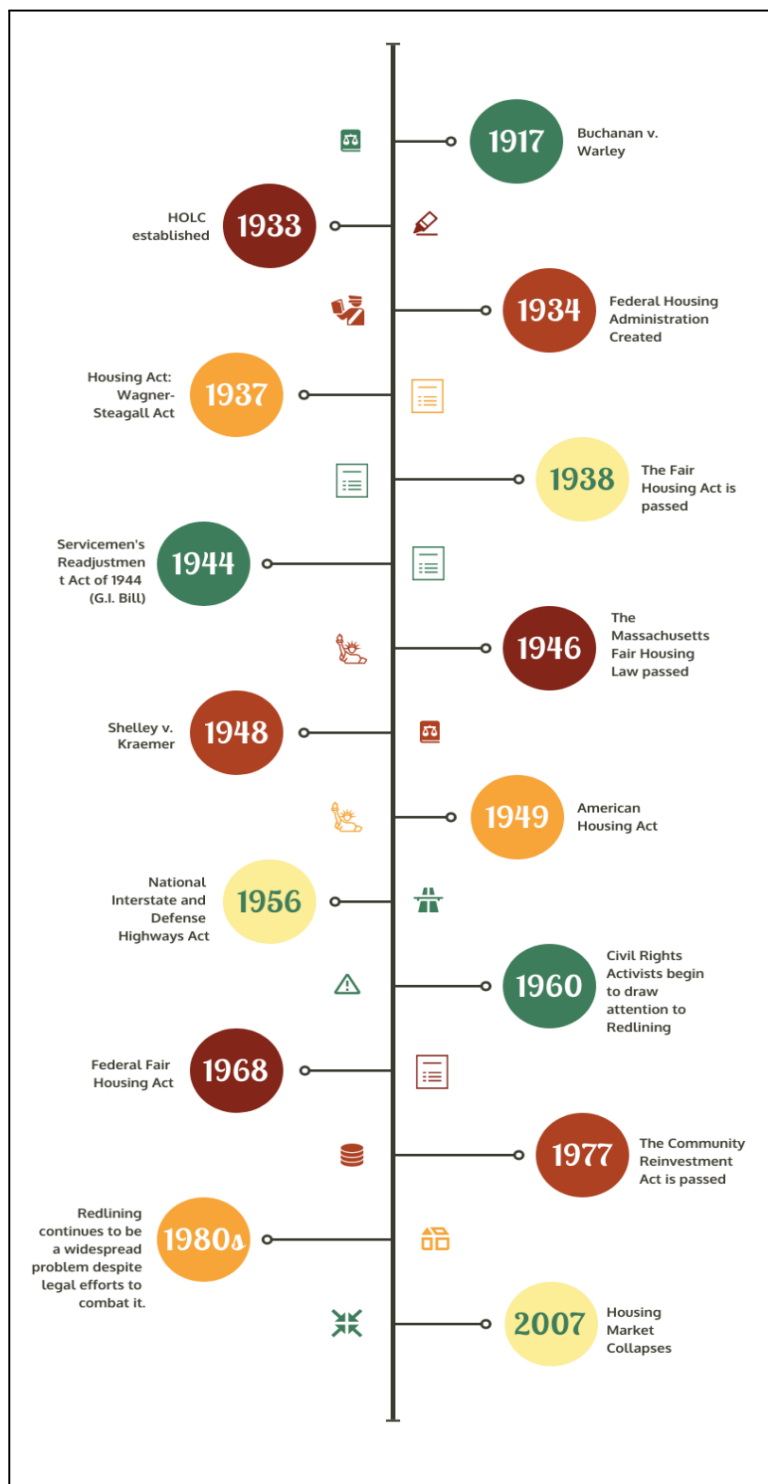 1917
Buchanan v.
Warley
HOLC
established
1933
1934
Federal Housing
Administration
Created
Housing Act:
Wagner-
Steagall Act
1937
1938
The Fair
Housing Act is
passed
Servicemen's
Readjustmen
t Act of 1944
(G.I. Bill)
1944
1946
The
Massachusetts
Fair Housing
Law passed
Shelley v.
Kraemer
1948
1949
American
Housing Act
National
Interstate and
Defense
Highways Act
1956
1960
Civil Rights
Activists begin
to draw
attention to
Redlining
Federal Fair
Housing Act
1968
1977
The Community
Reinvestment
Act is passed
Redlining
continues to be
a widespread
problem despite
legal efforts to
combat it.
1980s
2007
Housing
Market
Collapses